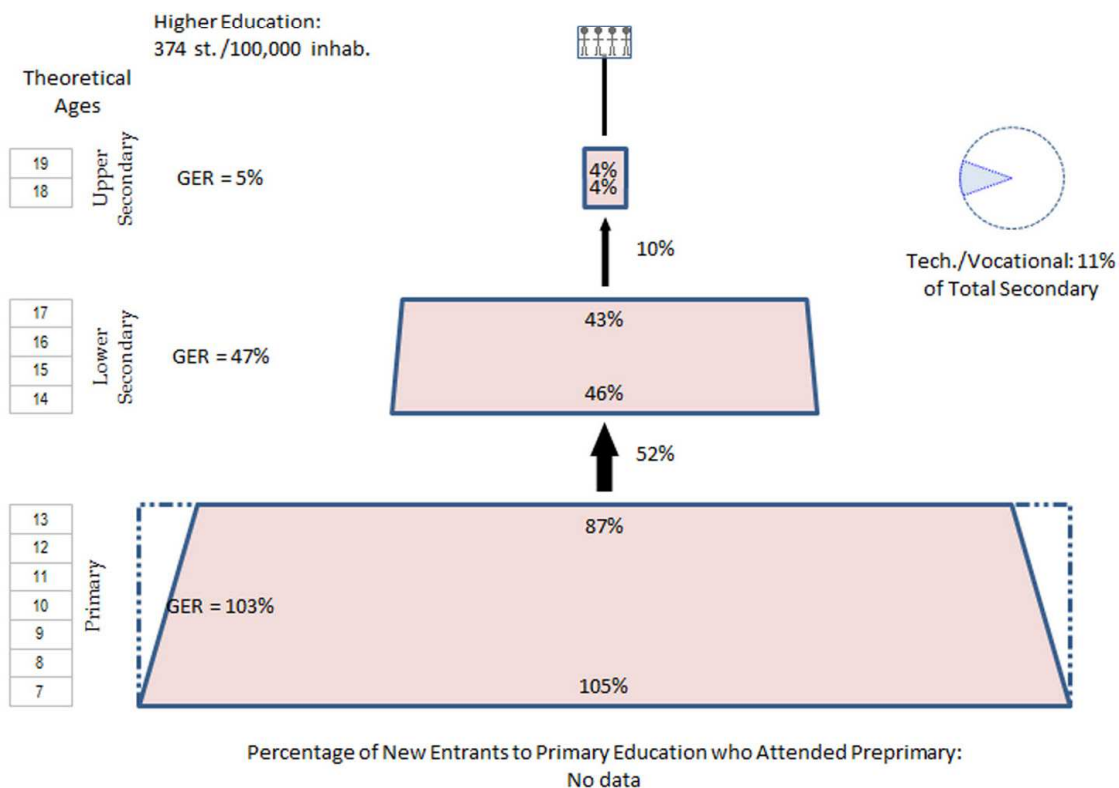 Higher Education:
374 st./100,000 inhab.
Theoretical
Ages
19
18
Upper
Secondary
GER = 5%
4%
4%
10%
Tech./Vocational: 11%
of Total Secondary
17
16
15
14
Lower
Secondary
GER = 47%
43%
46%
52%
13
12
11
10
9
8
7
Primary
GER = 103%
87%
105%
Percentage of New Entrants to Primary Education who Attended Preprimary:
No data